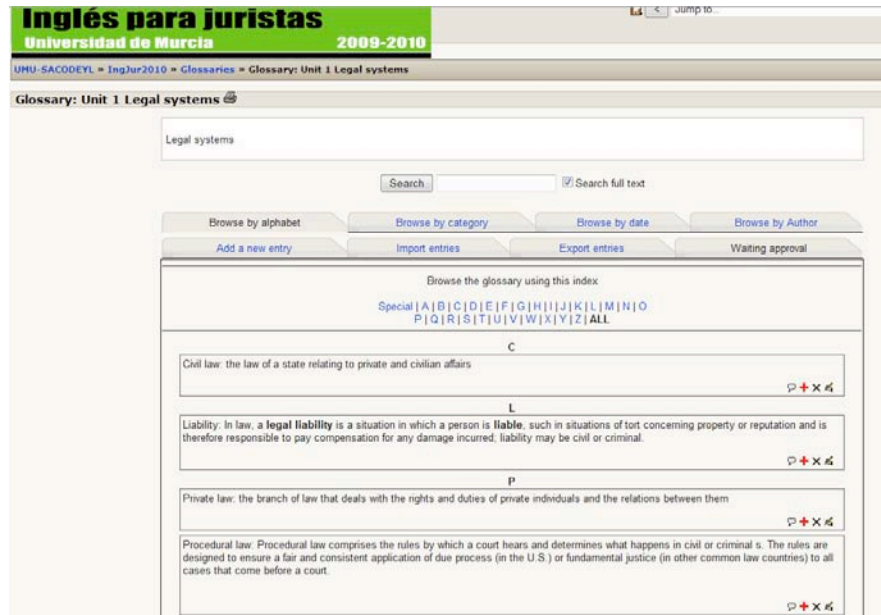 Inglés para juristas
Universidad de Murcia 2009-2010
< Jump to...
UMU-SACODEYL » IngJur2010 » Glossaries » Glossary: Unit 1 Legal systems
Glossary: Unit 1 Legal systems
Legal systems
Search Search full text
Browse by alphabet Browse by category Browse by date Browse by Author
Add a new entry Import entries Export entries Waiting approval
Browse the glossary using this index
Special | A | B | C | D | E | F | G | H | I | J | K | L | M | N | O
P | Q | R | S | T | U | V | W | X | Y | Z | ALL
C
Civil law: the law of a state relating to private and civilian affairs
L
Liability: In law, a legal liability is a situation in which a person is liable, such in situations of tort concerning property or reputation and is
therefore responsible to pay compensation for any damage incurred; liability may be civil or criminal.
P
Private law: the branch of law that deals with the rights and duties of private individuals and the relations between them
Procedural law: Procedural law comprises the rules by which a court hears and determines what happens in civil or criminal s. The rules are
designed to ensure a fair and consistent application of due process (in the U.S.) or fundamental justice (in other common law countries) to all
cases that come before a court.